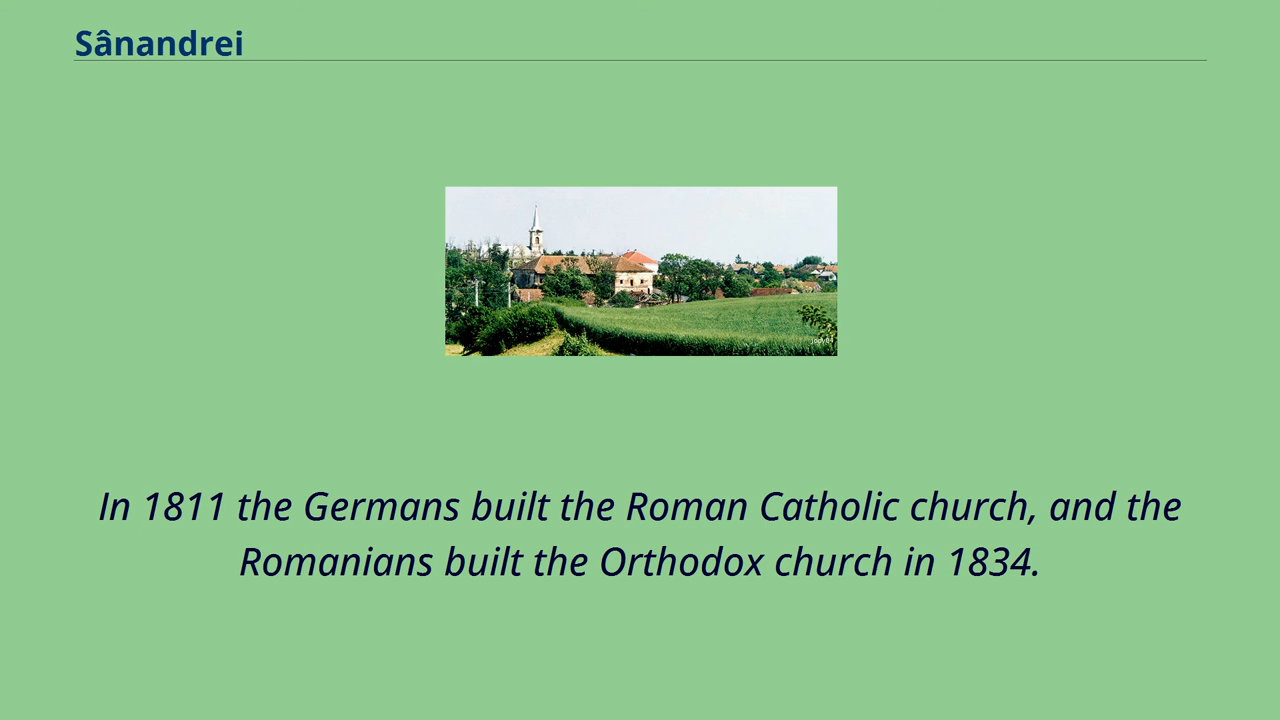 Sânandrei
In 1811 the Germans built the Roman Catholic church, and the
Romanians built the Orthodox church in 1834.